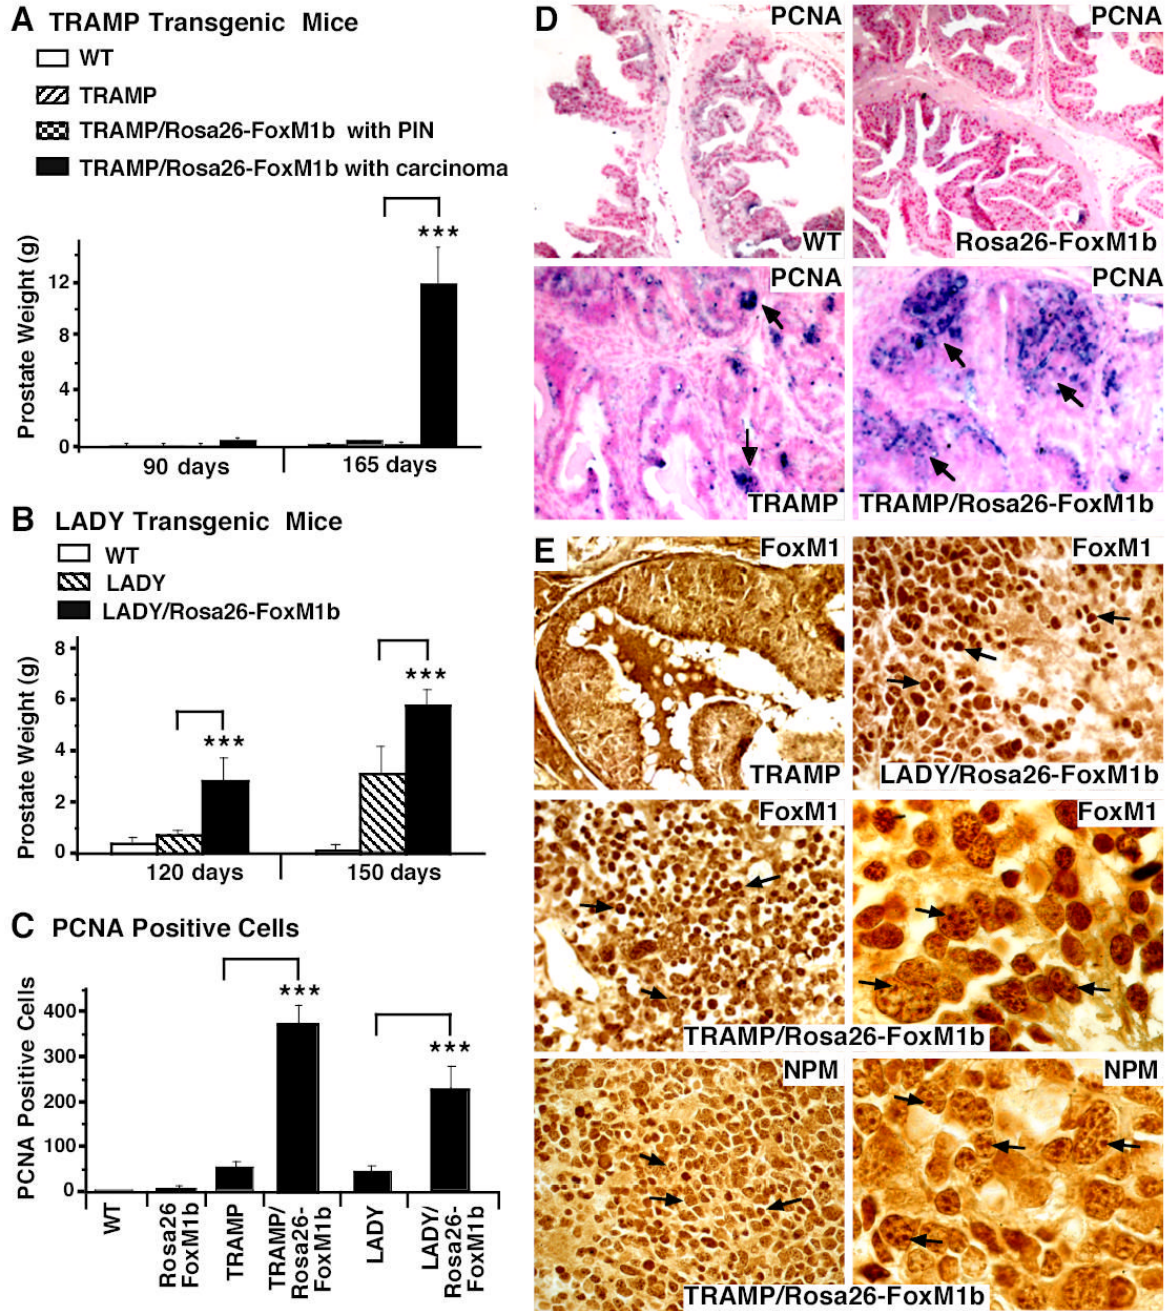 A TRAMP Transgenic Mice
WT
TRAMP
TRAMP/Rosa26-FoxM1b with PIN
TRAMP/Rosa26-FoxM1b with carcinoma
***
Prostate Weight (g)
12
8
4
0
90 days
165 days
B LADY Transgenic Mice
WT
LADY
LADY/Rosa26-FoxM1b
***
***
Prostate Weight (g)
8
6
4
2
0
120 days
150 days
C PCNA Positive Cells
***
***
PCNA Positive Cells
400
300
200
100
0
WT
Rosa26
FoxM1b
TRAMP
TRAMP/
Rosa26-
FoxM1b
LADY
LADY/
Rosa26-
FoxM1b
D
PCNA
WT
PCNA
Rosa26-FoxM1b
PCNA
TRAMP
PCNA
TRAMP/Rosa26-FoxM1b
E
FoxM1
TRAMP
FoxM1
LADY/Rosa26-FoxM1b
FoxM1
FoxM1
TRAMP/Rosa26-FoxM1b
NPM
NPM
TRAMP/Rosa26-FoxM1b